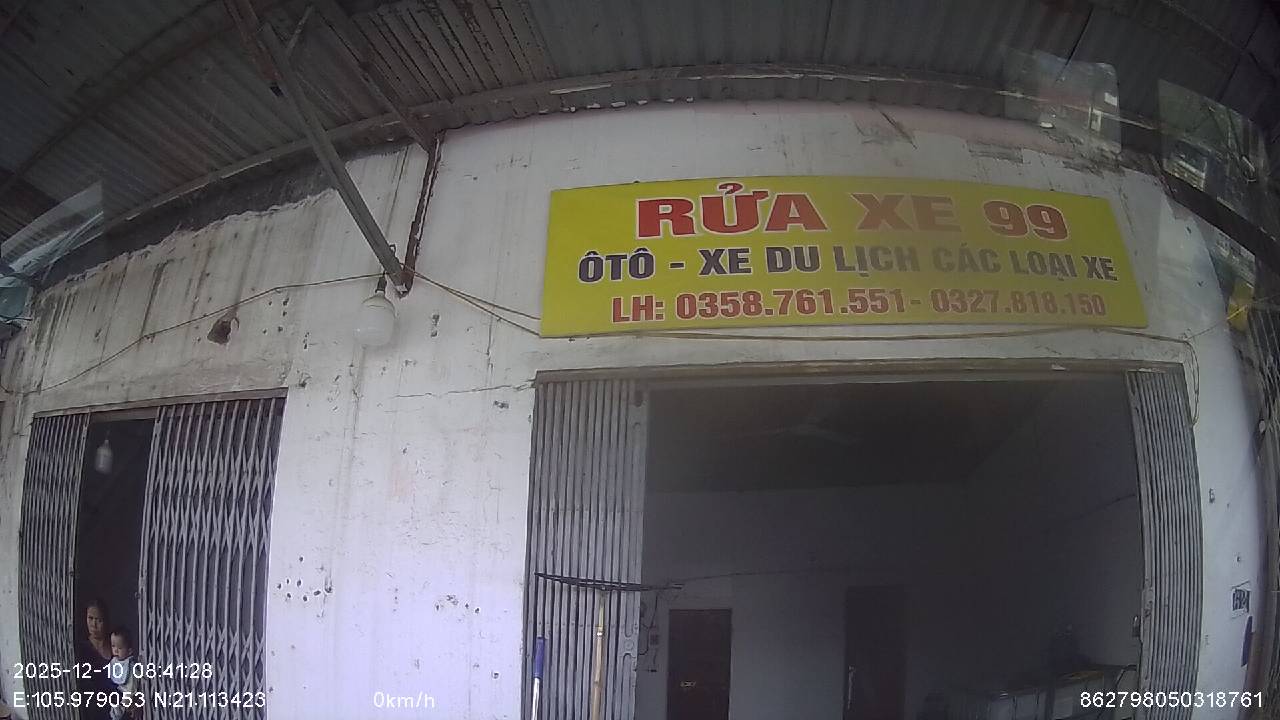 RỬA XE 99
ÔTÔ - XE DU LỊCH CÁC LOẠI XE
LH: 0358.761.551- 0327.818.150
2025-12-10 08:41:28
E:105.979053 N:21.113423 0km/h 862798050318761